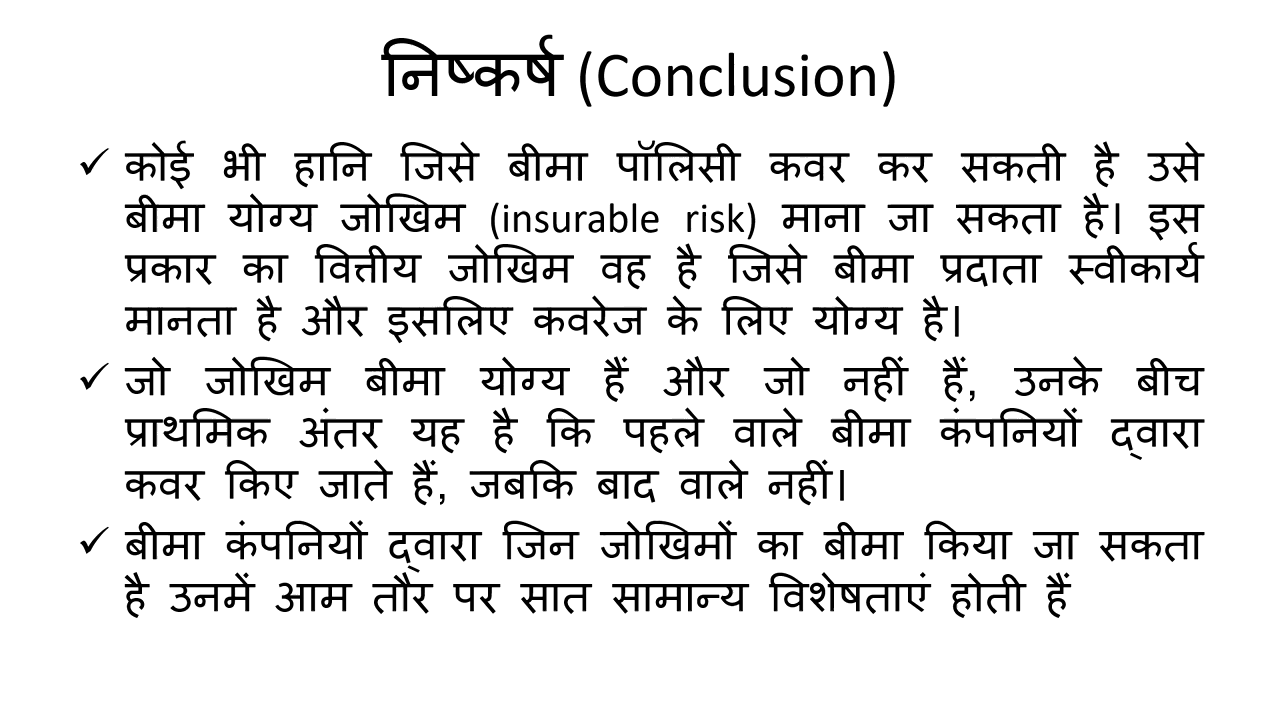 निष्कर्ष (Conclusion)
✓ कोई भी हानि जिसे बीमा पॉलिसी कवर कर सकती है उसे
बीमा योग्य जोखिम (insurable risk) माना जा सकता है। इस
प्रकार का वित्तीय जोखिम वह है जिसे बीमा प्रदाता स्वीकार्य
मानता है और इसलिए कवरेज के लिए योग्य है।
✓ जो जोखिम बीमा योग्य हैं और जो नहीं हैं, उनके बीच
प्राथमिक अंतर यह है कि पहले वाले बीमा कंपनियों द्वारा
कवर किए जाते हैं, जबकि बाद वाले नहीं।
✓ बीमा कंपनियों द्वारा जिन जोखिमों का बीमा किया जा सकता
है उनमें आम तौर पर सात सामान्य विशेषताएं होती हैं